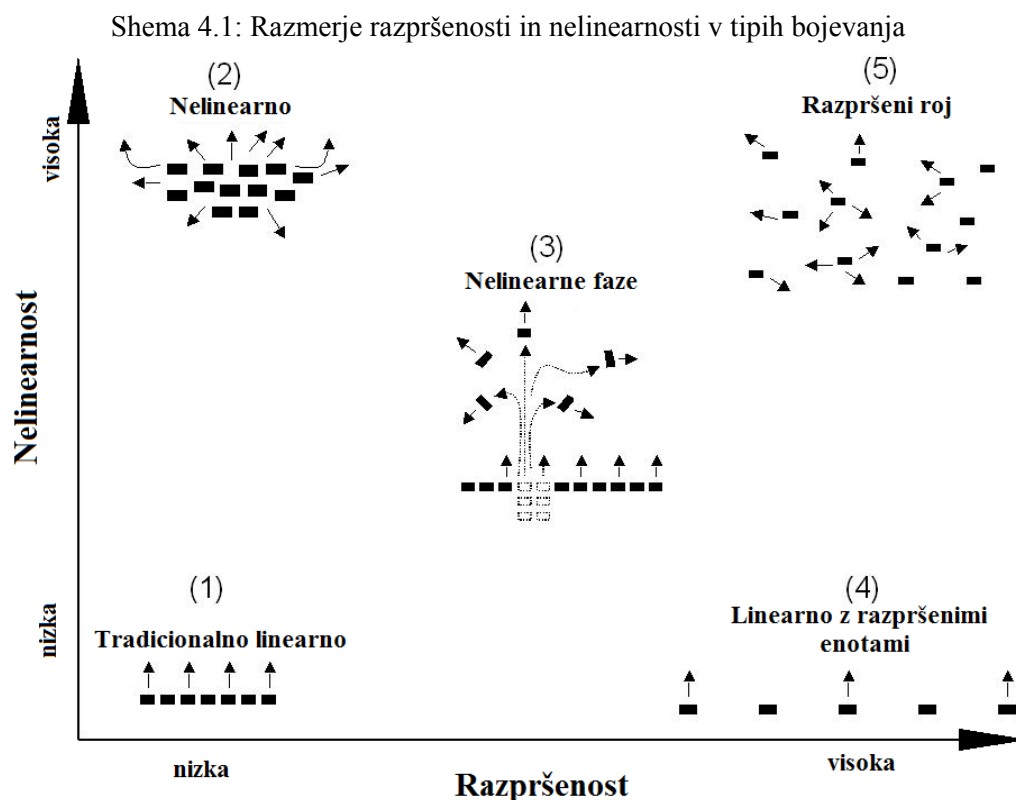 Shema 4.1: Razmerje razpršenosti in nelinearnosti v tipih bojevanja
(2)
Nelinearno
(5)
Razpršeni roj
visoka
(3)
Nelinearne faze
Nelinearnost
(1)
Tradicionalno linearno
(4)
Linearno z razpršenimi
enotami
nizka
nizka
visoka
Razpršenost